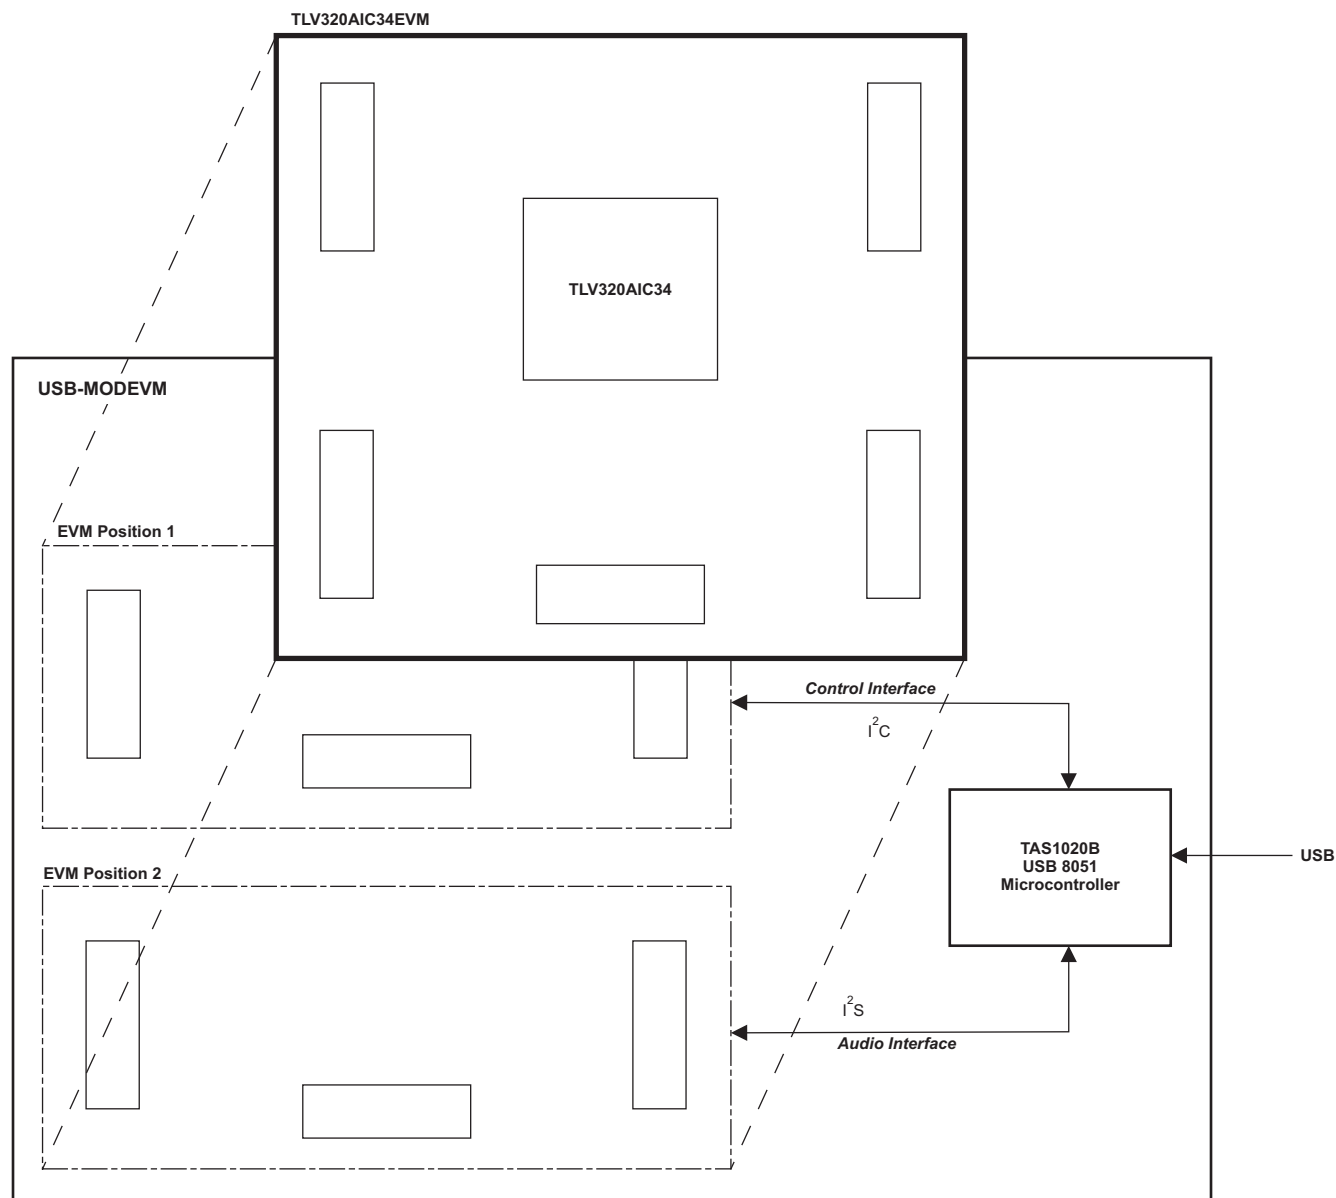 TLV320AIC34EVM
TLV320AIC34
USB-MODEVM
EVM Position 1
Control Interface
I²C
TAS1020B
USB 8051
Microcontroller
USB
EVM Position 2
I²S
Audio Interface